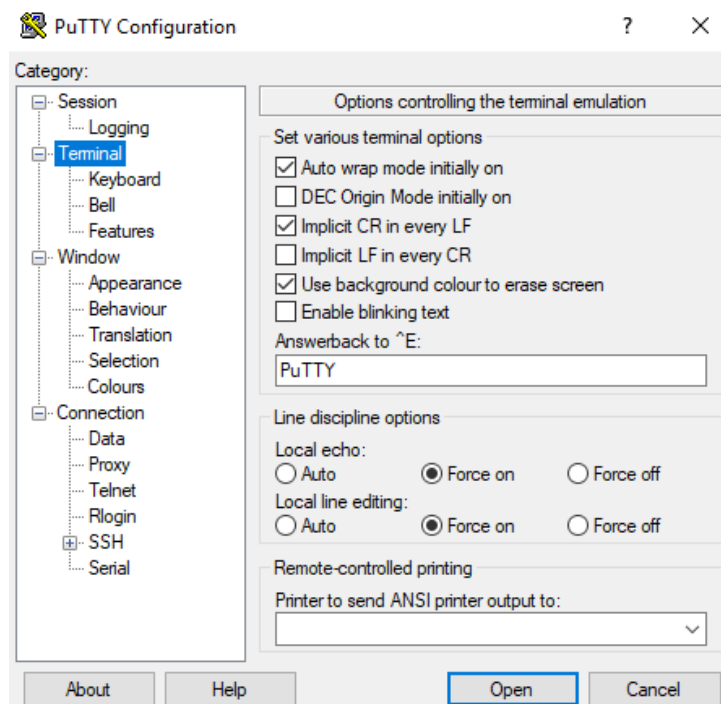 PuTTY Configuration
?
Category:
Session
Logging
Terminal
Keyboard
Bell
Features
Window
Appearance
Behaviour
Translation
Selection
Colours
Connection
Data
Proxy
Telnet
Rlogin
SSH
Serial
Options controlling the terminal emulation
Set various terminal options
Auto wrap mode initially on
DEC Origin Mode initially on
Implicit CR in every LF
Implicit LF in every CR
Use background colour to erase screen
Enable blinking text
Answerback to ^E:
PuTTY
Line discipline options
Local echo:
Auto Force on Force off
Local line editing:
Auto Force on Force off
Remote-controlled printing
Printer to send ANSI printer output to:
About Help Open Cancel